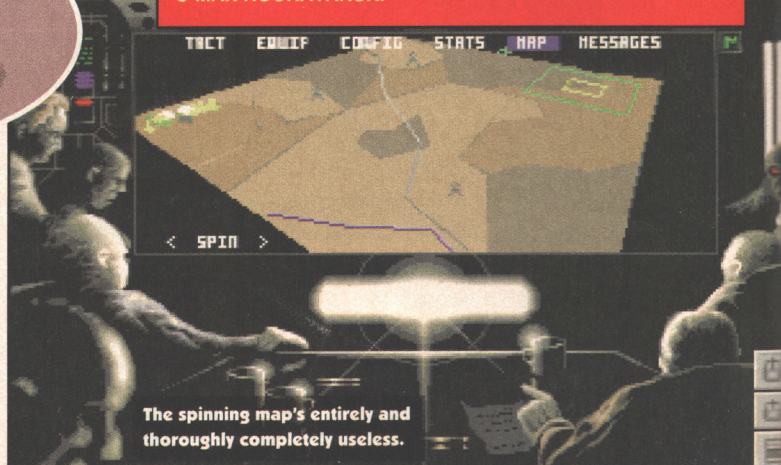 TACT EQUIP CONFIG STATS MAP MESSAGES
< SPIN >
The spinning map's entirely and
thoroughly completely useless.